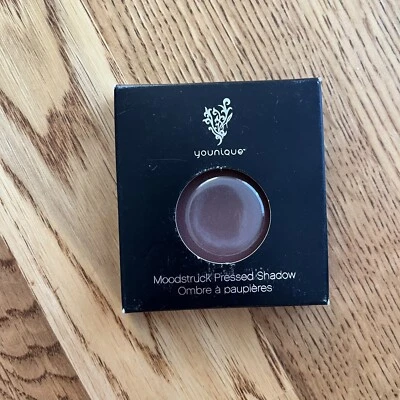 younique
Moodstruck Pressed Shadow
Ombre à paupières